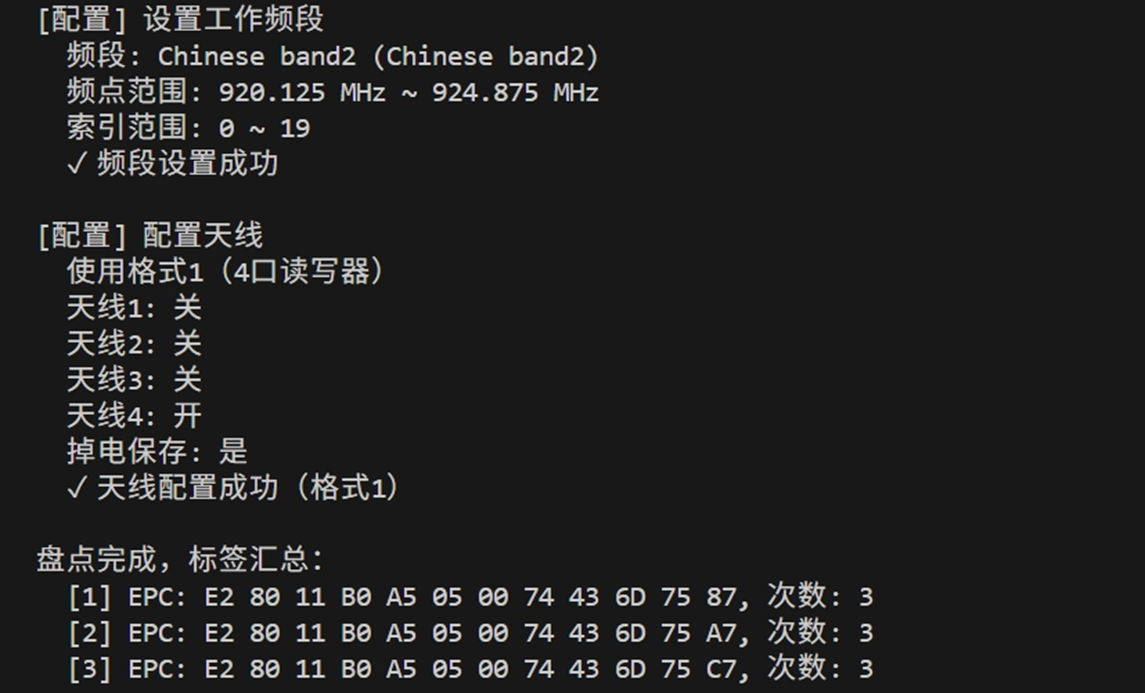 [配置] 设置工作频段
频段: Chinese band2 (Chinese band2)
频点范围: 920.125 MHz ~ 924.875 MHz
索引范围: 0 ~ 19
✓ 频段设置成功
[配置] 配置天线
使用格式1（4口读写器）
天线1: 关
天线2: 关
天线3: 关
天线4: 开
掉电保存: 是
✓ 天线配置成功（格式1）
盘点完成，标签汇总：
[1] EPC: E2 80 11 B0 A5 05 00 74 43 6D 75 87, 次数: 3
[2] EPC: E2 80 11 B0 A5 05 00 74 43 6D 75 A7, 次数: 3
[3] EPC: E2 80 11 B0 A5 05 00 74 43 6D 75 C7, 次数: 3